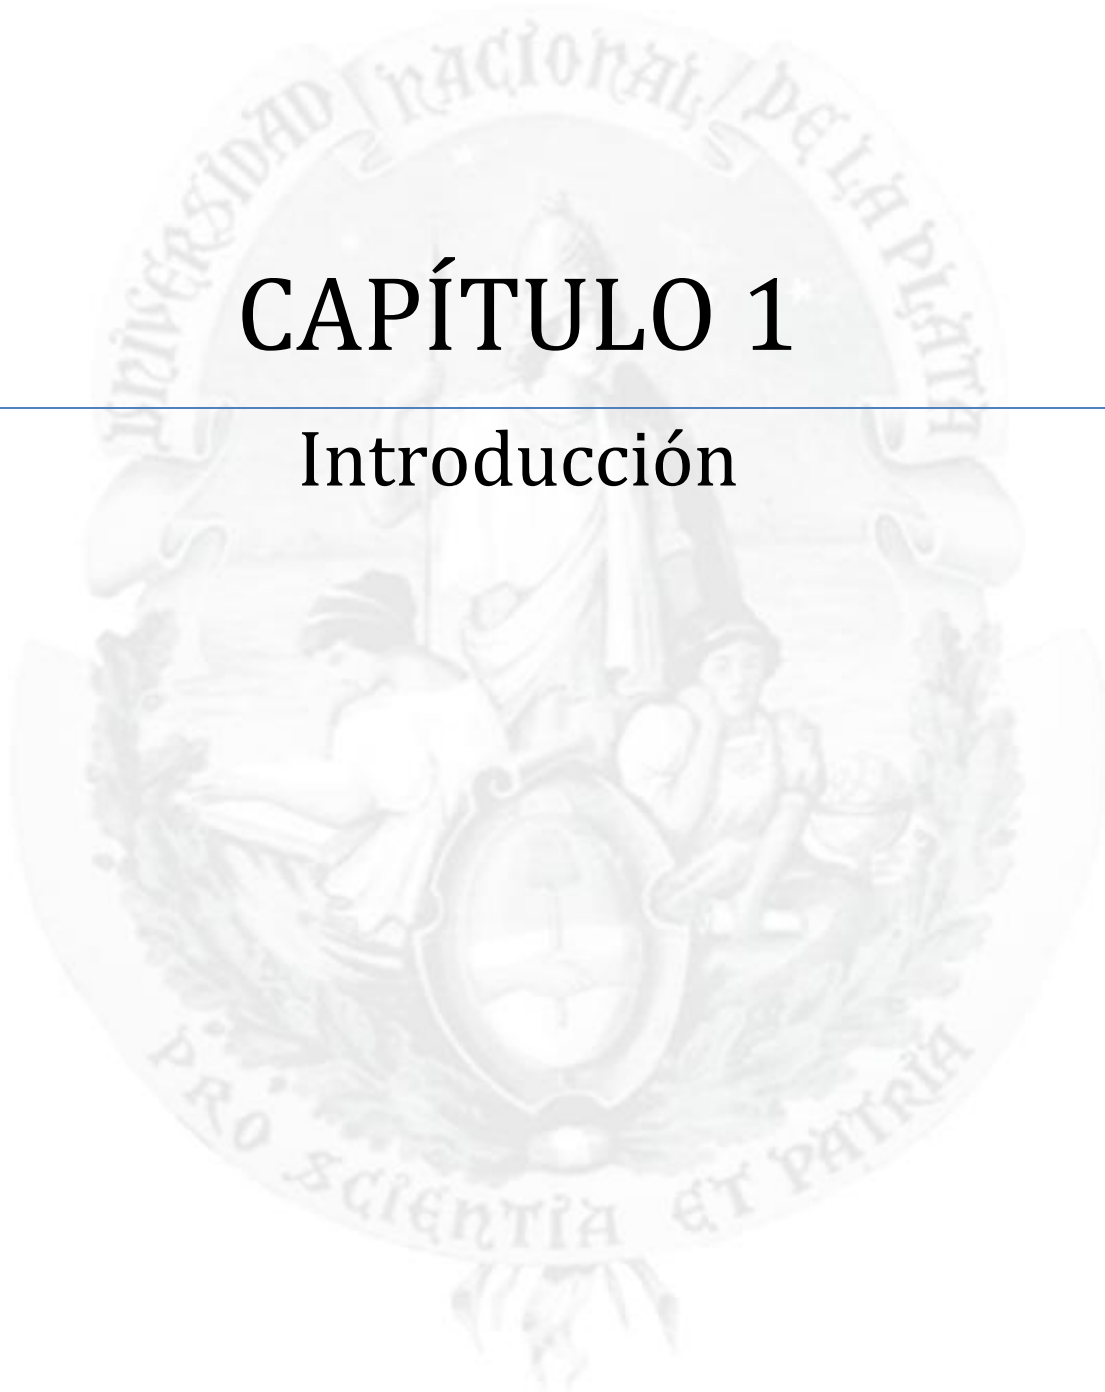 UNIVERSIDAD NACIONAL DE LA PLATA
CAPÍTULO 1
Introducción
PRO SCIENTIA ET PATRIA